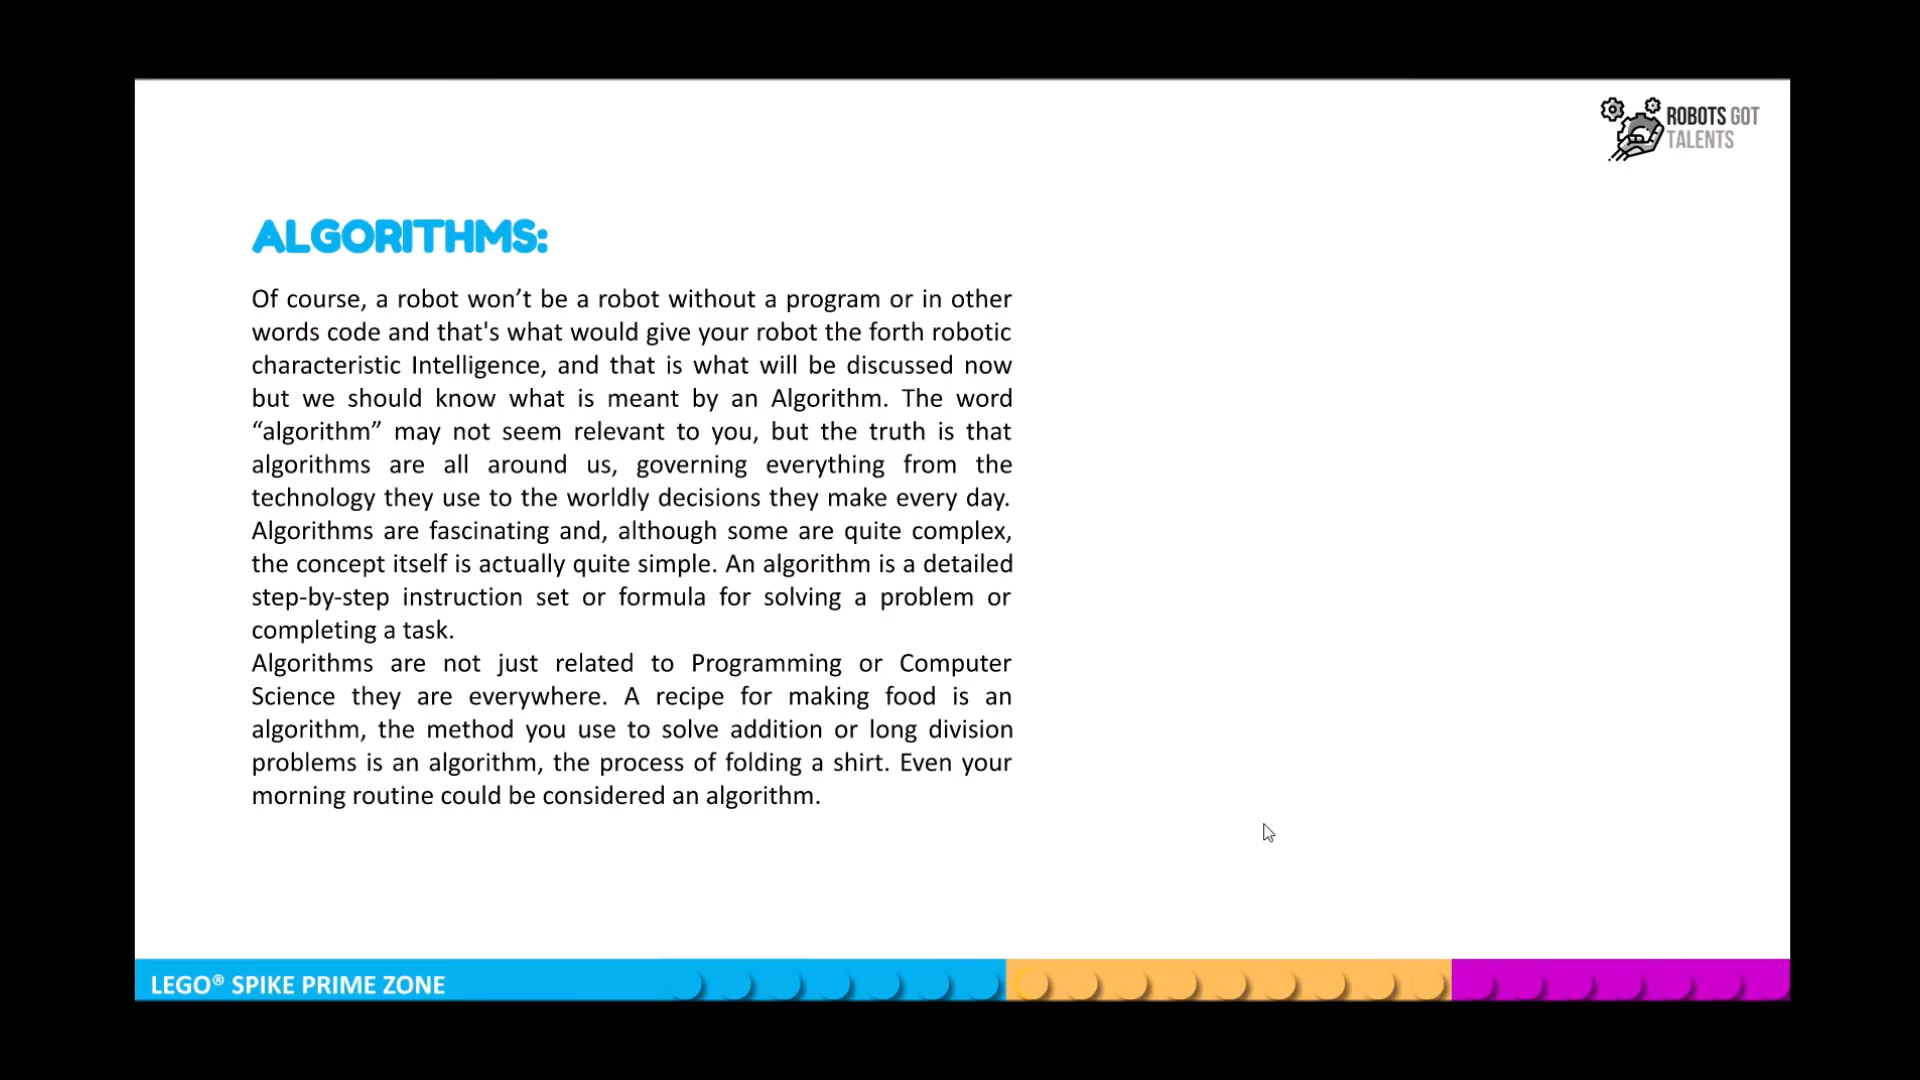 ROBOTS GOT
TALENTS
ALGORITHMS:
Of course, a robot won’t be a robot without a program or in other
words code and that's what would give your robot the forth robotic
characteristic Intelligence, and that is what will be discussed now
but we should know what is meant by an Algorithm. The word
“algorithm” may not seem relevant to you, but the truth is that
algorithms are all around us, governing everything from the
technology they use to the worldly decisions they make every day.
Algorithms are fascinating and, although some are quite complex,
the concept itself is actually quite simple. An algorithm is a detailed
step-by-step instruction set or formula for solving a problem or
completing a task.
Algorithms are not just related to Programming or Computer
Science they are everywhere. A recipe for making food is an
algorithm, the method you use to solve addition or long division
problems is an algorithm, the process of folding a shirt. Even your
morning routine could be considered an algorithm.
LEGO® SPIKE PRIME ZONE